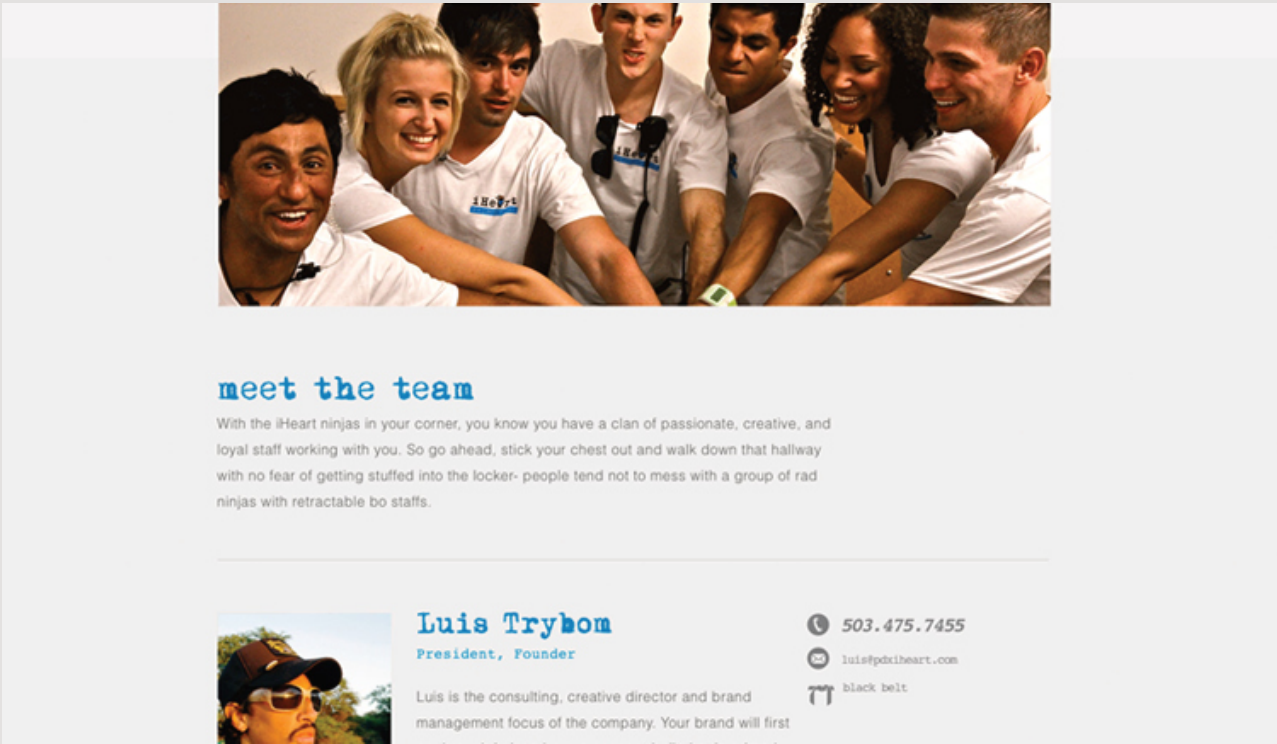 iHeart
iHeart
meet the team
With the iHeart ninjas in your corner, you know you have a clan of passionate, creative, and
loyal staff working with you. So go ahead, stick your chest out and walk down that hallway
with no fear of getting stuffed into the locker- people tend not to mess with a group of rad
ninjas with retractable bo staffs.
Luis Trybom
President, Founder
Luis is the consulting, creative director and brand
management focus of the company. Your brand will first
503.475.7455
luis@pdxiheart.com
black belt